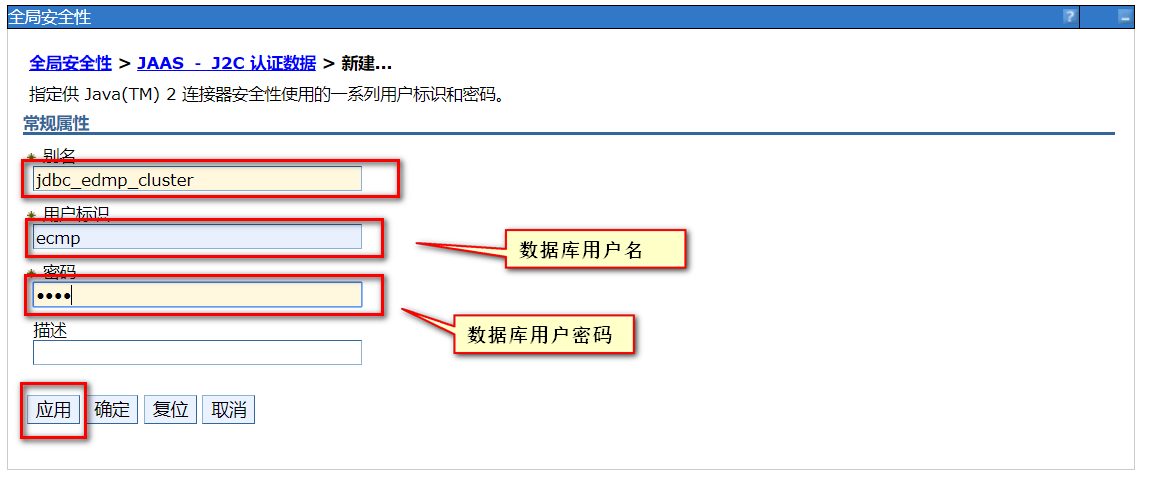 全局安全性
?
全局安全性 > JAAS - J2C 认证数据 > 新建...
指定供 Java(TM) 2 连接器安全性使用的一系列用户标识和密码。
常规属性
* 别名
jdbc_edmp_cluster
* 用户标识
ecmp
数据库用户名
* 密码
••••
数据库用户密码
描述
应用 确定 复位 取消